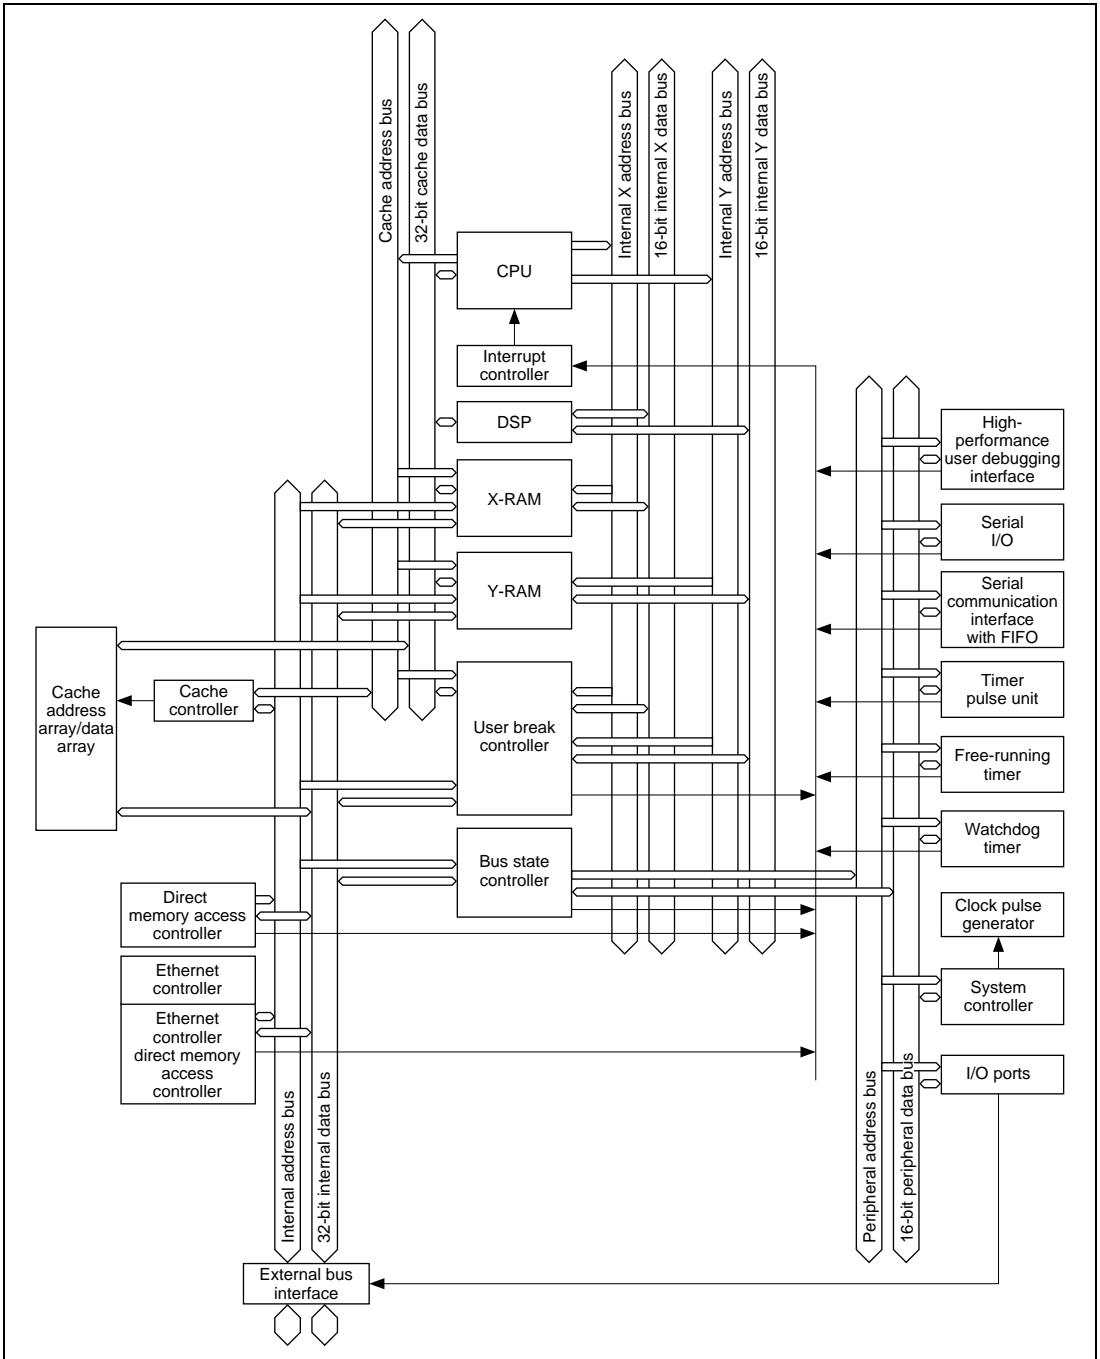 Cache address bus
32-bit cache data bus
Internal X address bus
16-bit internal X data bus
Internal Y address bus
16-bit internal Y data bus
CPU
Interrupt
controller
DSP
X-RAM
Y-RAM
User break
controller
Bus state
controller
Cache
address
array/data
array
Cache
controller
Direct
memory access
controller
Ethernet
controller
Ethernet
controller
direct memory
access
controller
Internal address bus
32-bit internal data bus
External bus
interface
High-
performance
user debugging
interface
Serial
I/O
Serial
communication
interface
with FIFO
Timer
pulse unit
Free-running
timer
Watchdog
timer
Clock pulse
generator
System
controller
I/O ports
Peripheral address bus
16-bit peripheral data bus